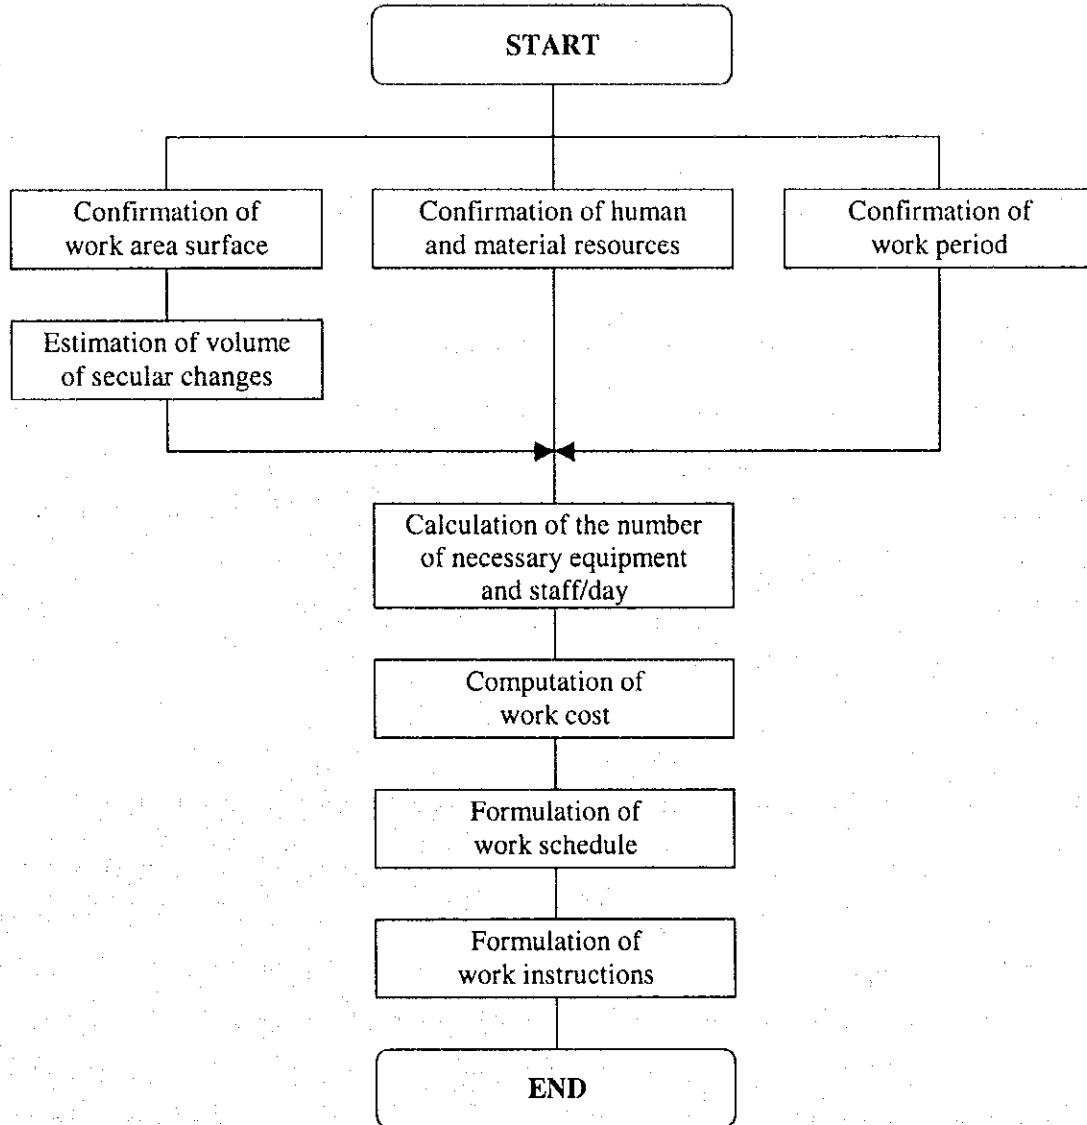 START
Confirmation of
work area surface
Confirmation of human
and material resources
Confirmation of
work period
Estimation of volume
of secular changes
Calculation of the number
of necessary equipment
and staff/day
Computation of
work cost
Formulation of
work schedule
Formulation of
work instructions
END